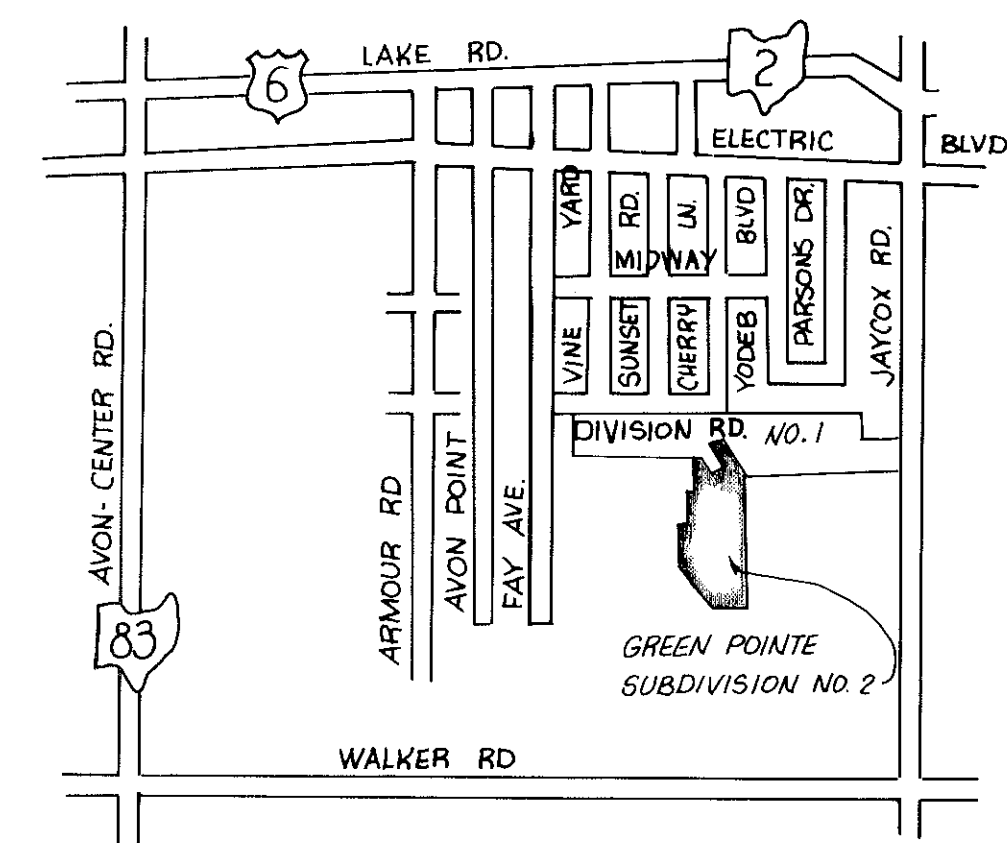 LAKE RD.
6
2
ELECTRIC BLVD
YARD
RD.
LN.
BLVD
PARSONS DR.
MIDWAY
JAYCOX RD.
VINE
SUNSET
CHERRY
YODEB
AVON-CENTER RD.
DIVISION RD. NO. 1
ARMOUR RD
AVON POINT
FAY AVE.
83
GREEN POINTE
SUBDIVISION NO. 2
WALKER RD